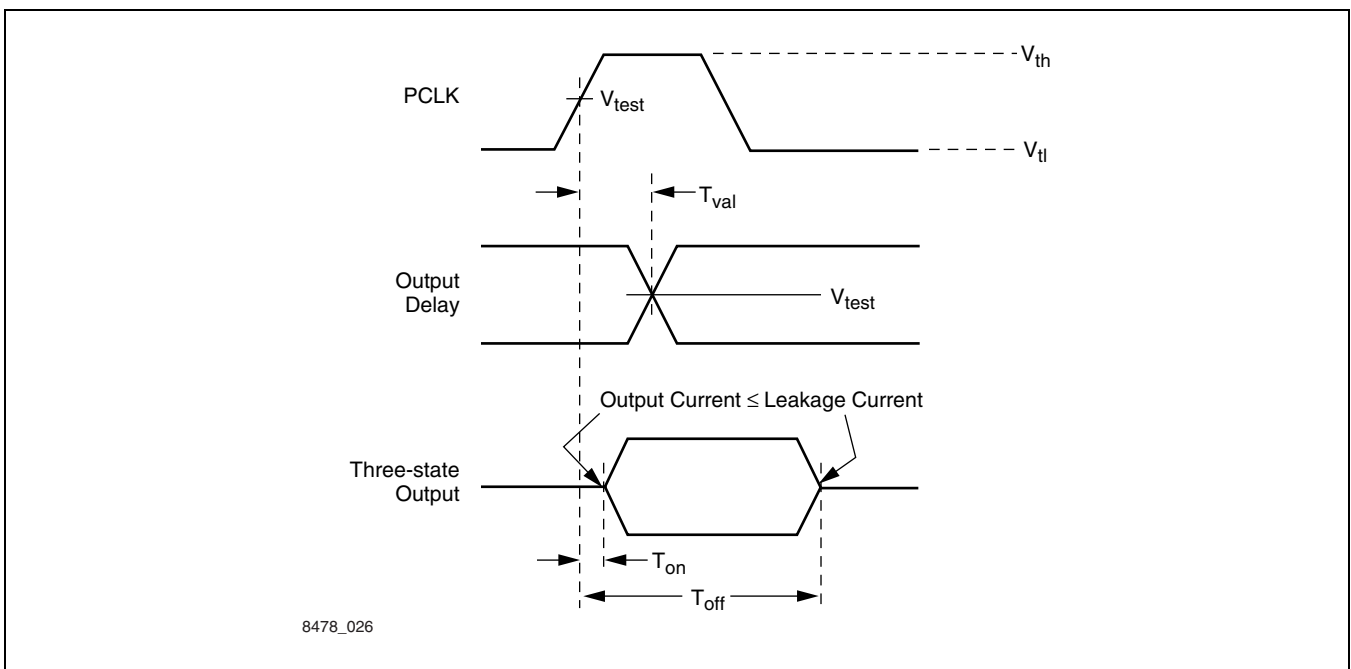 PCLK
V_th
V_test
V_tl
T_val
Output
Delay
V_test
Output Current ≤ Leakage Current
Three-state
Output
T_on
T_off
8478_026